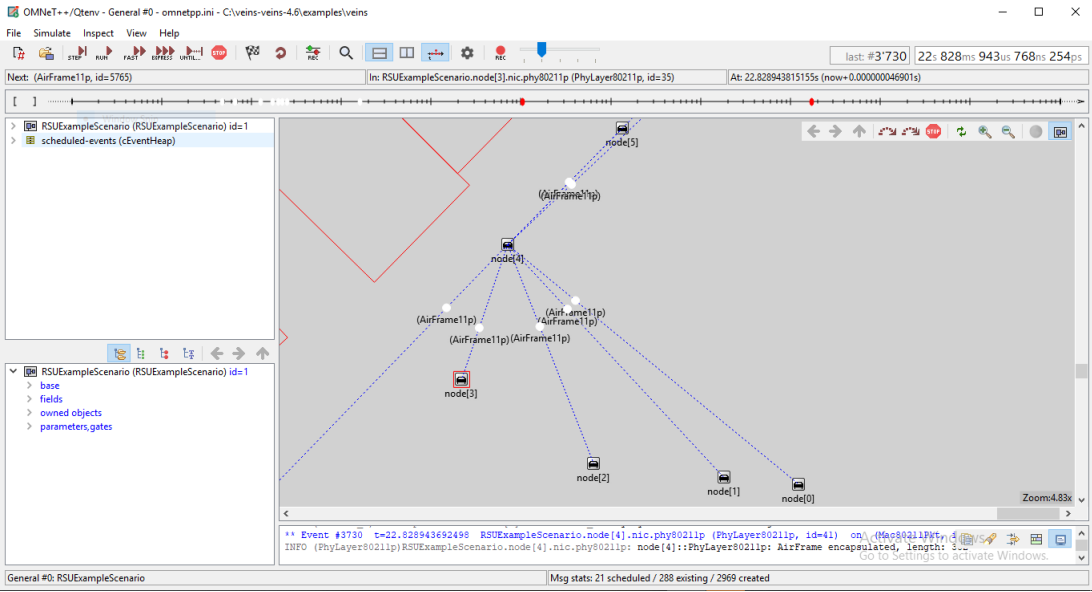 OMNeT++/Qtenv - General #0 - omnetpp.ini - C:\veins-veins-4.6\examples\veins
File Simulate Inspect View Help
STEP RUN FAST EXPRESS UNTIL... STOP REC REC
last: #3'730 22s 828ms 943us 768ns 254ps
Next: (AirFrame11p, id=5765) In: RSUExampleScenario.node[3].nic.phy80211p (PhyLayer80211p, id=35) At: 22.828943815155s (now+0.000000046901s)
RSUExampleScenario (RSUExampleScenario) id=1
scheduled-events (cEventHeap)
STOP
node[5]
(AirFrame11p)
node[4]
(AirFrame11p)
(AirFrame11p)
(AirFrame11p)
(AirFrame11p) (AirFrame11p)
node[3]
node[2]
node[1]
node[0]
Zoom:4.83x
RSUExampleScenario (RSUExampleScenario) id=1
base
fields
owned objects
parameters,gates
** Event #3730 t=22.828943692498 RSUExampleScenario.node[4].nic.phy80211p (PhyLayer80211p, id=41) on (Mac80211Pkt,
INFO (PhyLayer80211p)RSUExampleScenario.node[4].nic.phy80211p: node[4]::PhyLayer80211p: AirFrame encapsulated, length:
Activate Windows
Go to Settings to activate Windows.
General #0: RSUExampleScenario Msg stats: 21 scheduled / 288 existing / 2969 created